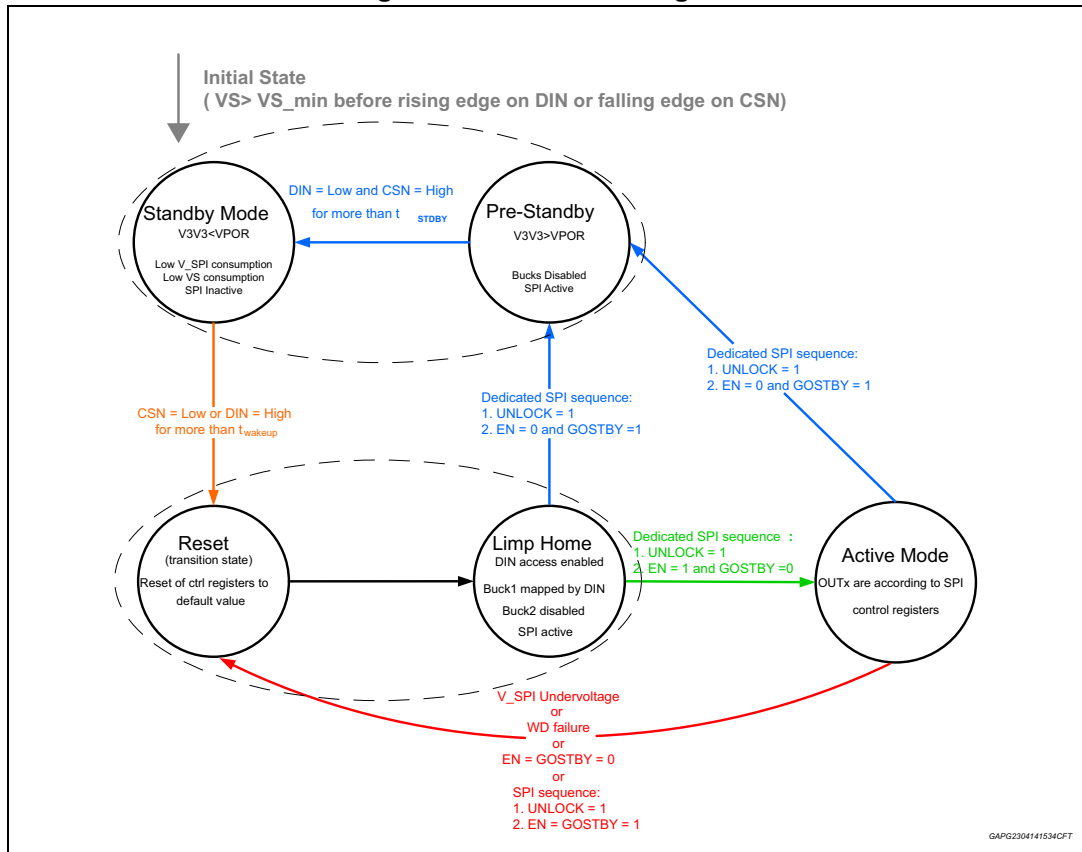 Initial State
( VS> VS_min before rising edge on DIN or falling edge on CSN)
Standby Mode
V3V3<VPOR
Low V_SPI consumption
Low VS consumption
SPI Inactive
DIN = Low and CSN = High
for more than t STDBY
Pre-Standby
V3V3>VPOR
Bucks Disabled
SPI Active
CSN = Low or DIN = High
for more than t wakeup
Dedicated SPI sequence:
1. UNLOCK = 1
2. EN = 0 and GOSTBY =1
Dedicated SPI sequence:
1. UNLOCK = 1
2. EN = 0 and GOSTBY = 1
Reset
(transition state)
Reset of ctrl registers to
default value
Limp Home
DIN access enabled
Buck1 mapped by DIN
Buck2 disabled
SPI active
Dedicated SPI sequence :
1. UNLOCK = 1
2. EN = 1 and GOSTBY =0
Active Mode
OUTx are according to SPI
control registers
V_SPI Undervoltage
or
WD failure
or
EN = GOSTBY = 0
or
SPI sequence:
1. UNLOCK = 1
2. EN = GOSTBY = 1
GAPG2304141534CFT